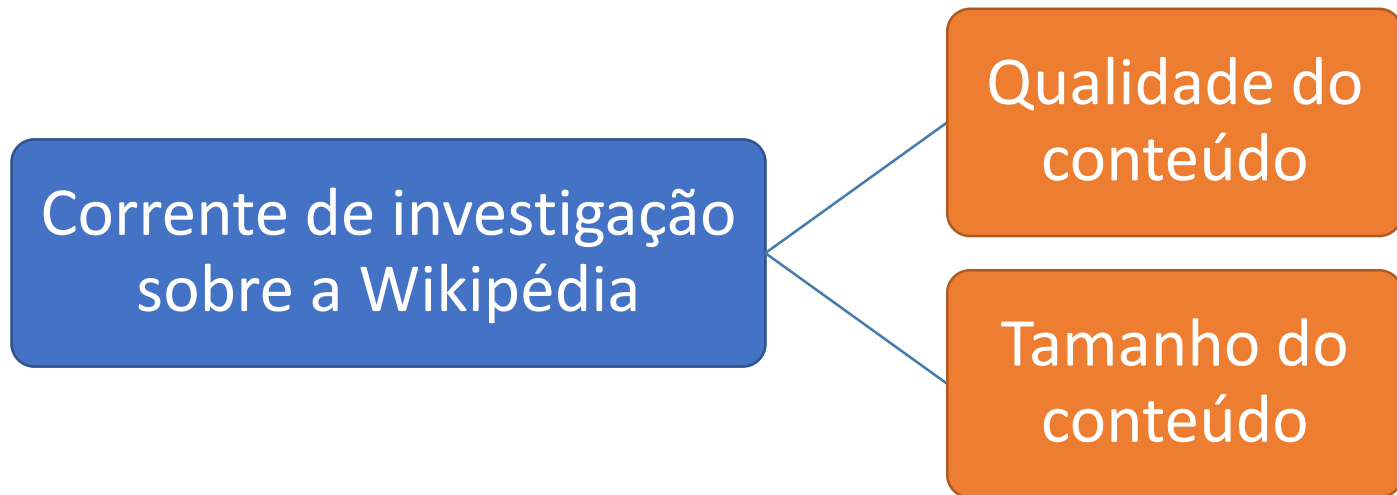 Corrente de investigação
sobre a Wikipédia
Qualidade do
conteúdo
Tamanho do
conteúdo